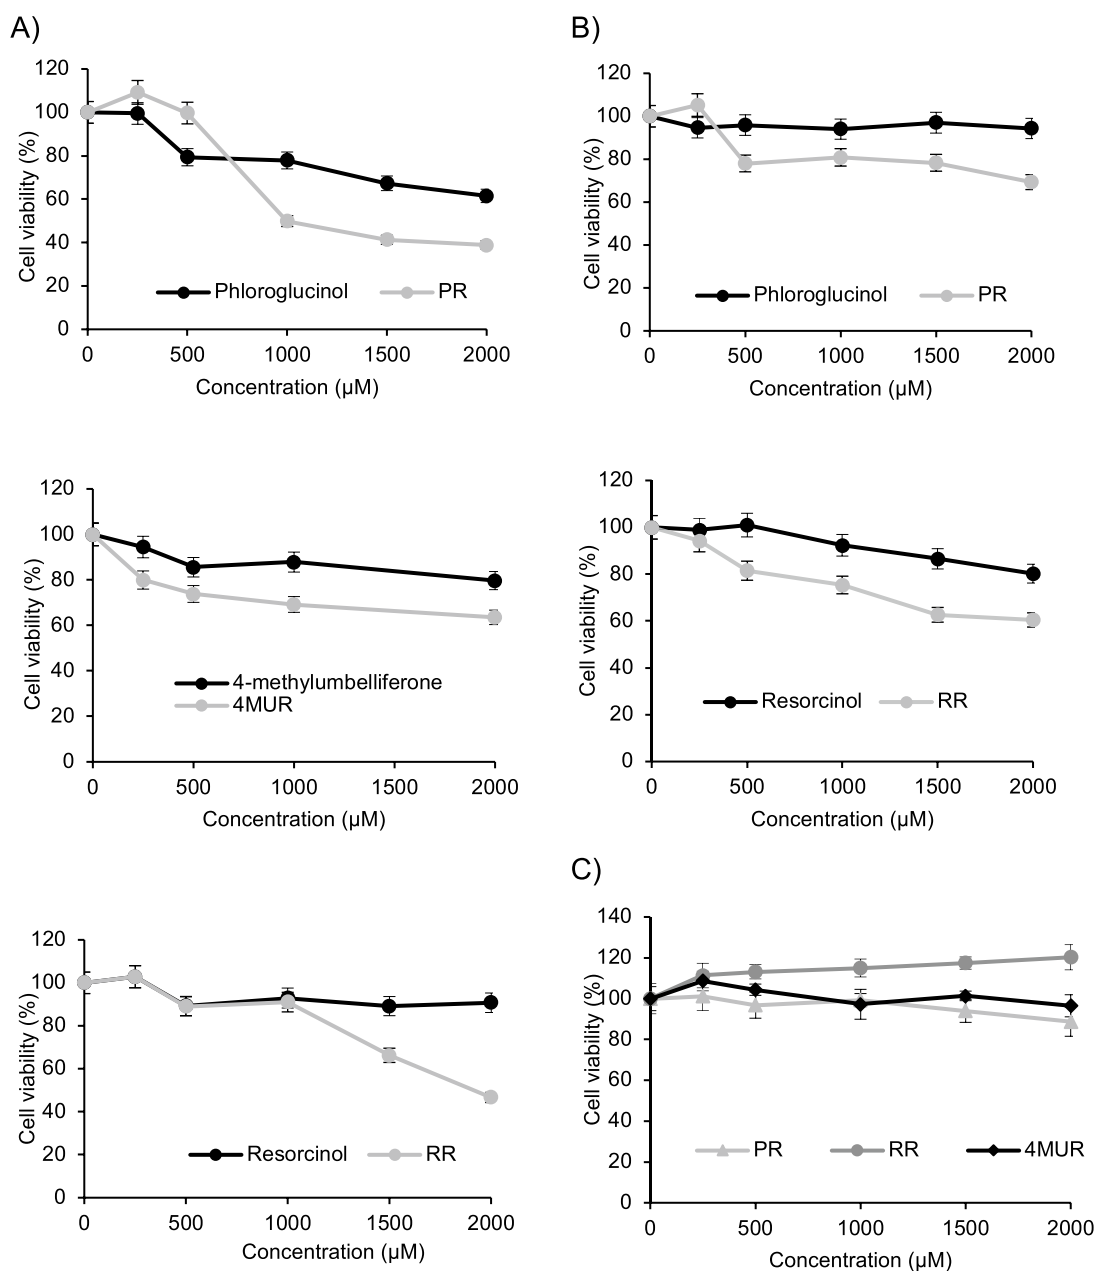 A)
120
100
80
60
40
20
0
Cell viability (%)
Phloroglucinol PR
0 500 1000 1500 2000
Concentration (µM)
B)
120
100
80
60
40
20
0
Cell viability (%)
Phloroglucinol PR
0 500 1000 1500 2000
Concentration (µM)
120
100
80
60
40
20
0
Cell viability (%)
4-methylumbelliferone
4MUR
0 500 1000 1500 2000
Concentration (µM)
120
100
80
60
40
20
0
Cell viability (%)
Resorcinol RR
0 500 1000 1500 2000
Concentration (µM)
120
100
80
60
40
20
0
Cell viability (%)
Resorcinol RR
0 500 1000 1500 2000
Concentration (µM)
C)
140
120
100
80
60
40
20
0
Cell viability (%)
PR RR 4MUR
0 500 1000 1500 2000
Concentration (µM)